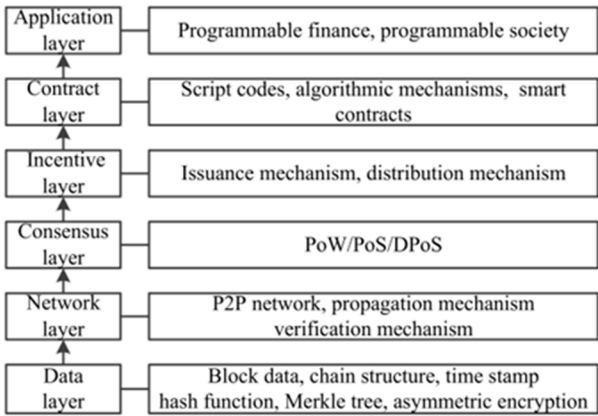 Application
layer
Programmable finance, programmable society
Contract
layer
Script codes, algorithmic mechanisms, smart
contracts
Incentive
layer
Issuance mechanism, distribution mechanism
Consensus
layer
PoW/PoS/DPoS
Network
layer
P2P network, propagation mechanism
verification mechanism
Data
layer
Block data, chain structure, time stamp
hash function, Merkle tree, asymmetric encryption